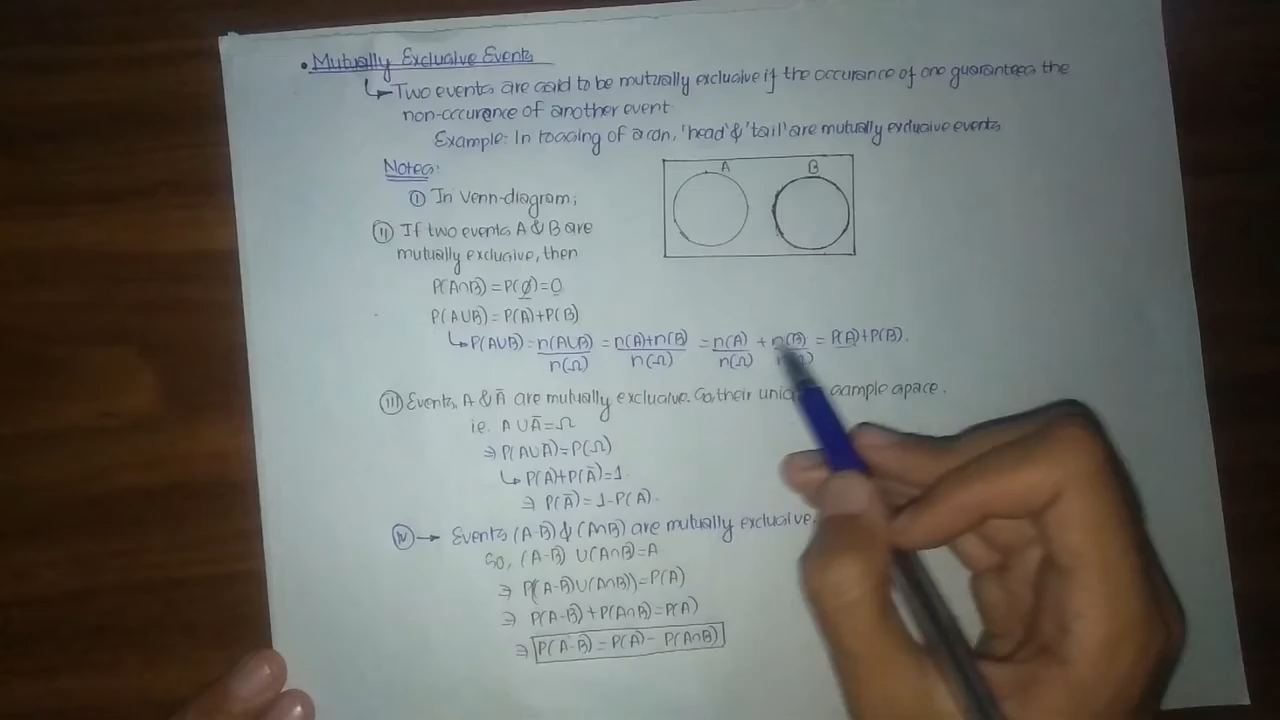 • Mutually Exclusive Events
↳ Two events are said to be mutually exclusive if the occurance of one guarantees the
non-occurance of another event
Example: In tossing of a coin, 'head' & 'tail' are mutually exclusive events
Notes:
① In Venn-diagram;
A B
Ⓘⓘ If two events A & B are
mutually exclusive, then
P(A∩B) = P(∅) = 0
P(A∪B) = P(A) + P(B)
↳ P(A∪B) = n(A∪B)/n(Ω) = n(A)+n(B)/n(Ω) = n(A)/n(Ω) + n(B)/n(Ω) = P(A) + P(B).
(III) Events A & Ā are mutually exclusive. So, their sample space.
ie. A∪Ā = Ω
⇒ P(A∪Ā) = P(Ω)
↳ P(A) + P(Ā) = 1.
⇒ P(Ā) = 1 - P(A).
(IV) → Events (A-B) & (A∩B) are mutually exclusive.
So, (A-B) ∪ (A∩B) = A
⇒ P((A-B)∪(A∩B)) = P(A)
⇒ P(A-B) + P(A∩B) = P(A)
⇒ P(A-B) = P(A) - P(A∩B)